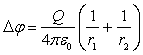 Δφ = Q / (4πε₀) (1/r₁ + 1/r₂)